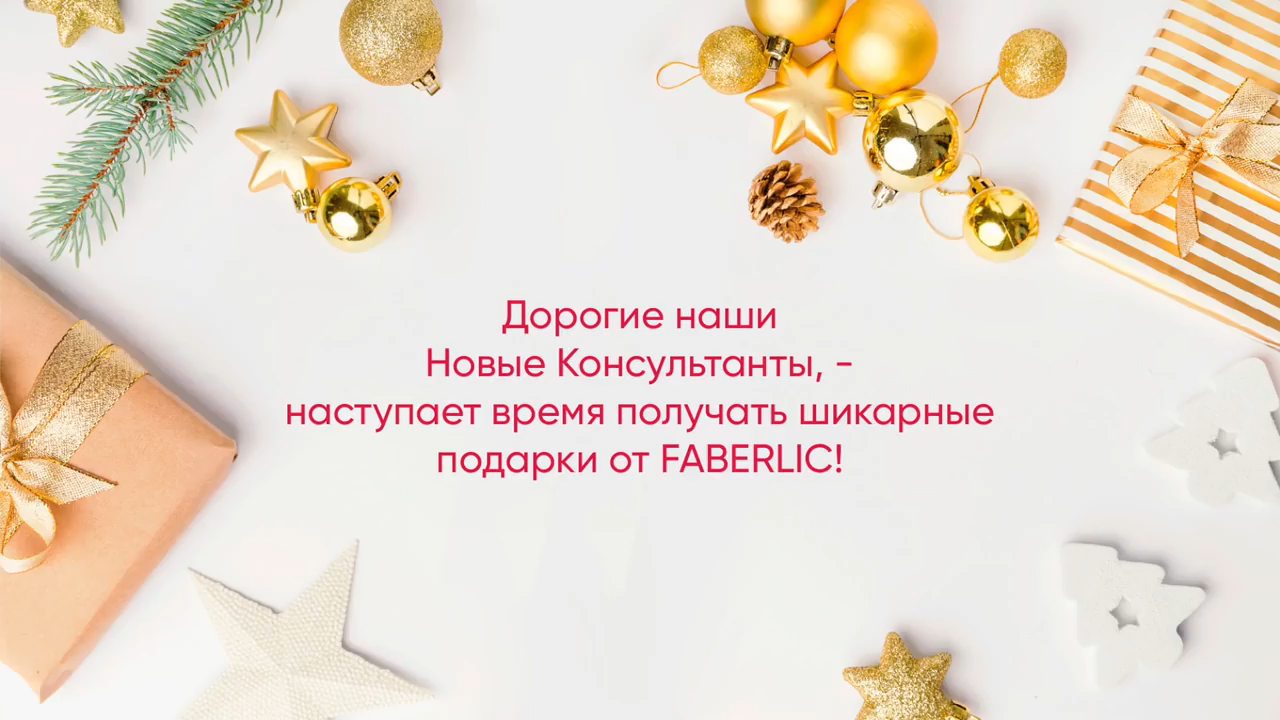 Дорогие наши
Новые Консультанты, -
наступает время получать шикарные
подарки от FABERLIC!